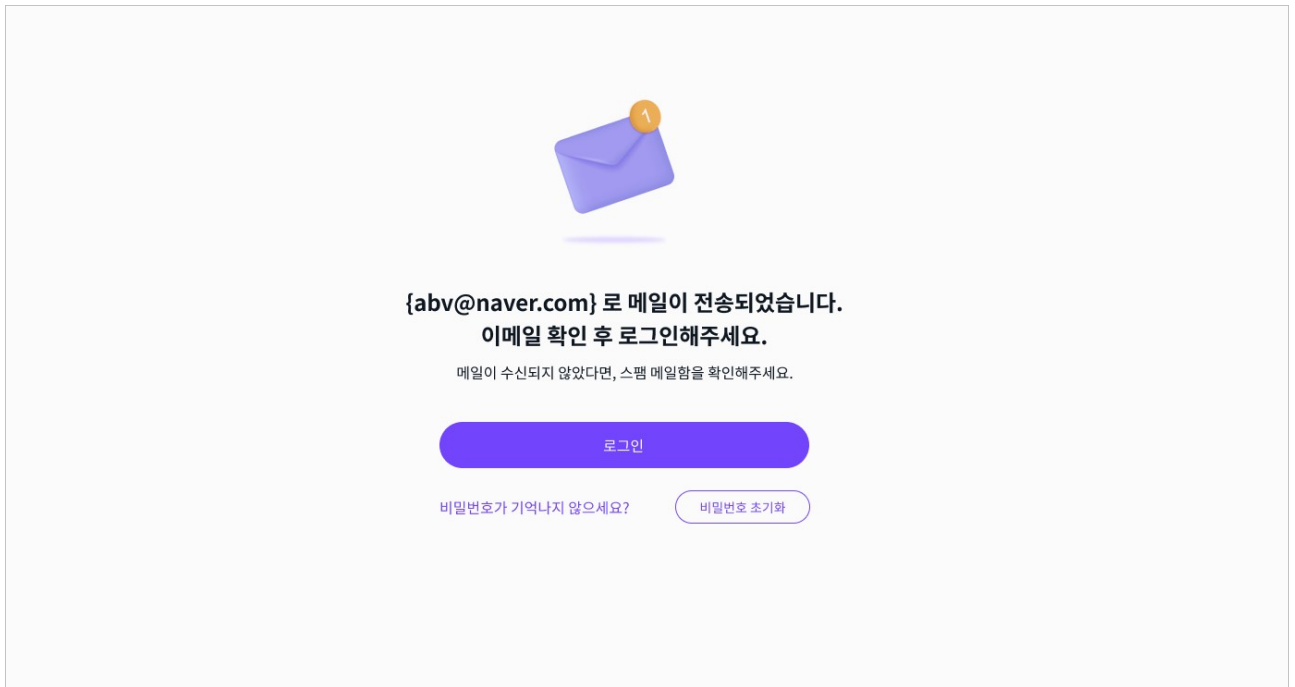 1
{abv@naver.com} 로 메일이 전송되었습니다.
이메일 확인 후 로그인해주세요.
메일이 수신되지 않았다면, 스팸 메일함을 확인해주세요.
로그인
비밀번호가 기억나지 않으세요?
비밀번호 초기화